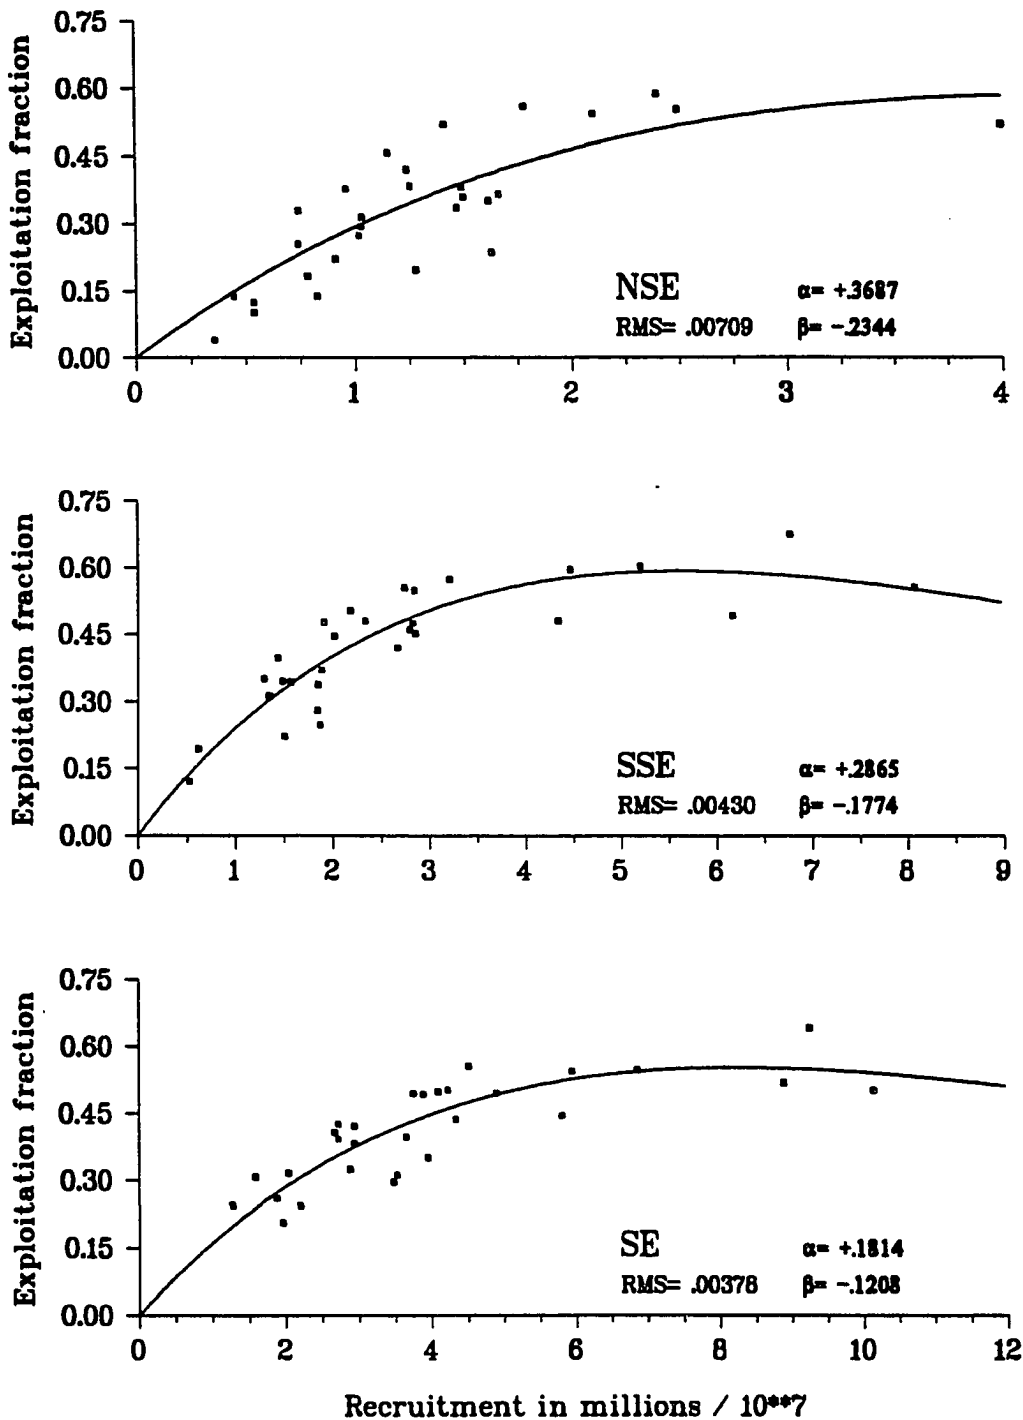 0.75
0.60
0.45
0.30
0.15
0.00
Exploitation fraction
NSE
α= +.3687
RMS= .00709
β= -.2344
0 1 2 3 4
0.75
0.60
0.45
0.30
0.15
0.00
Exploitation fraction
SSE
α= +.2865
RMS= .00430
β= -.1774
0 1 2 3 4 5 6 7 8 9
0.75
0.60
0.45
0.30
0.15
0.00
Exploitation fraction
SE
α= +.1814
RMS= .00378
β= -.1208
0 2 4 6 8 10 12
Recruitment in millions / 10**7